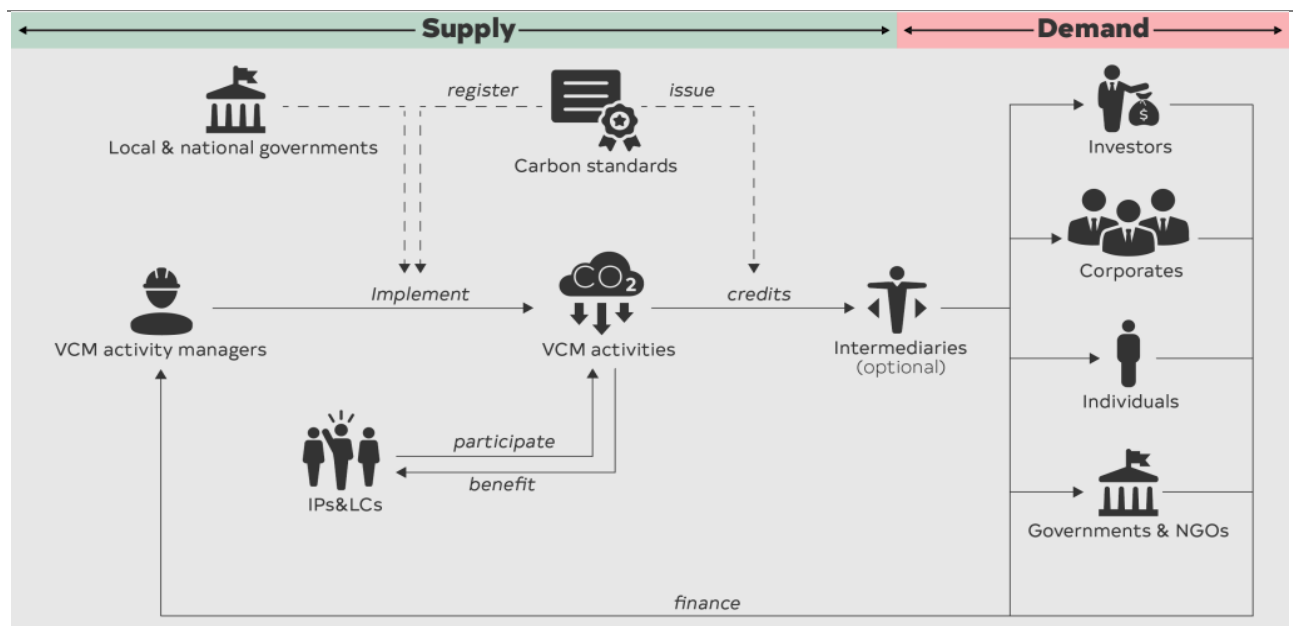 Supply
Demand
register
issue
Local & national governments
Carbon standards
Investors
Corporates
CO2
Implement
credits
VCM activity managers
VCM activities
Intermediaries
(optional)
Individuals
participate
benefit
IPs&LCs
$
Governments & NGOs
finance